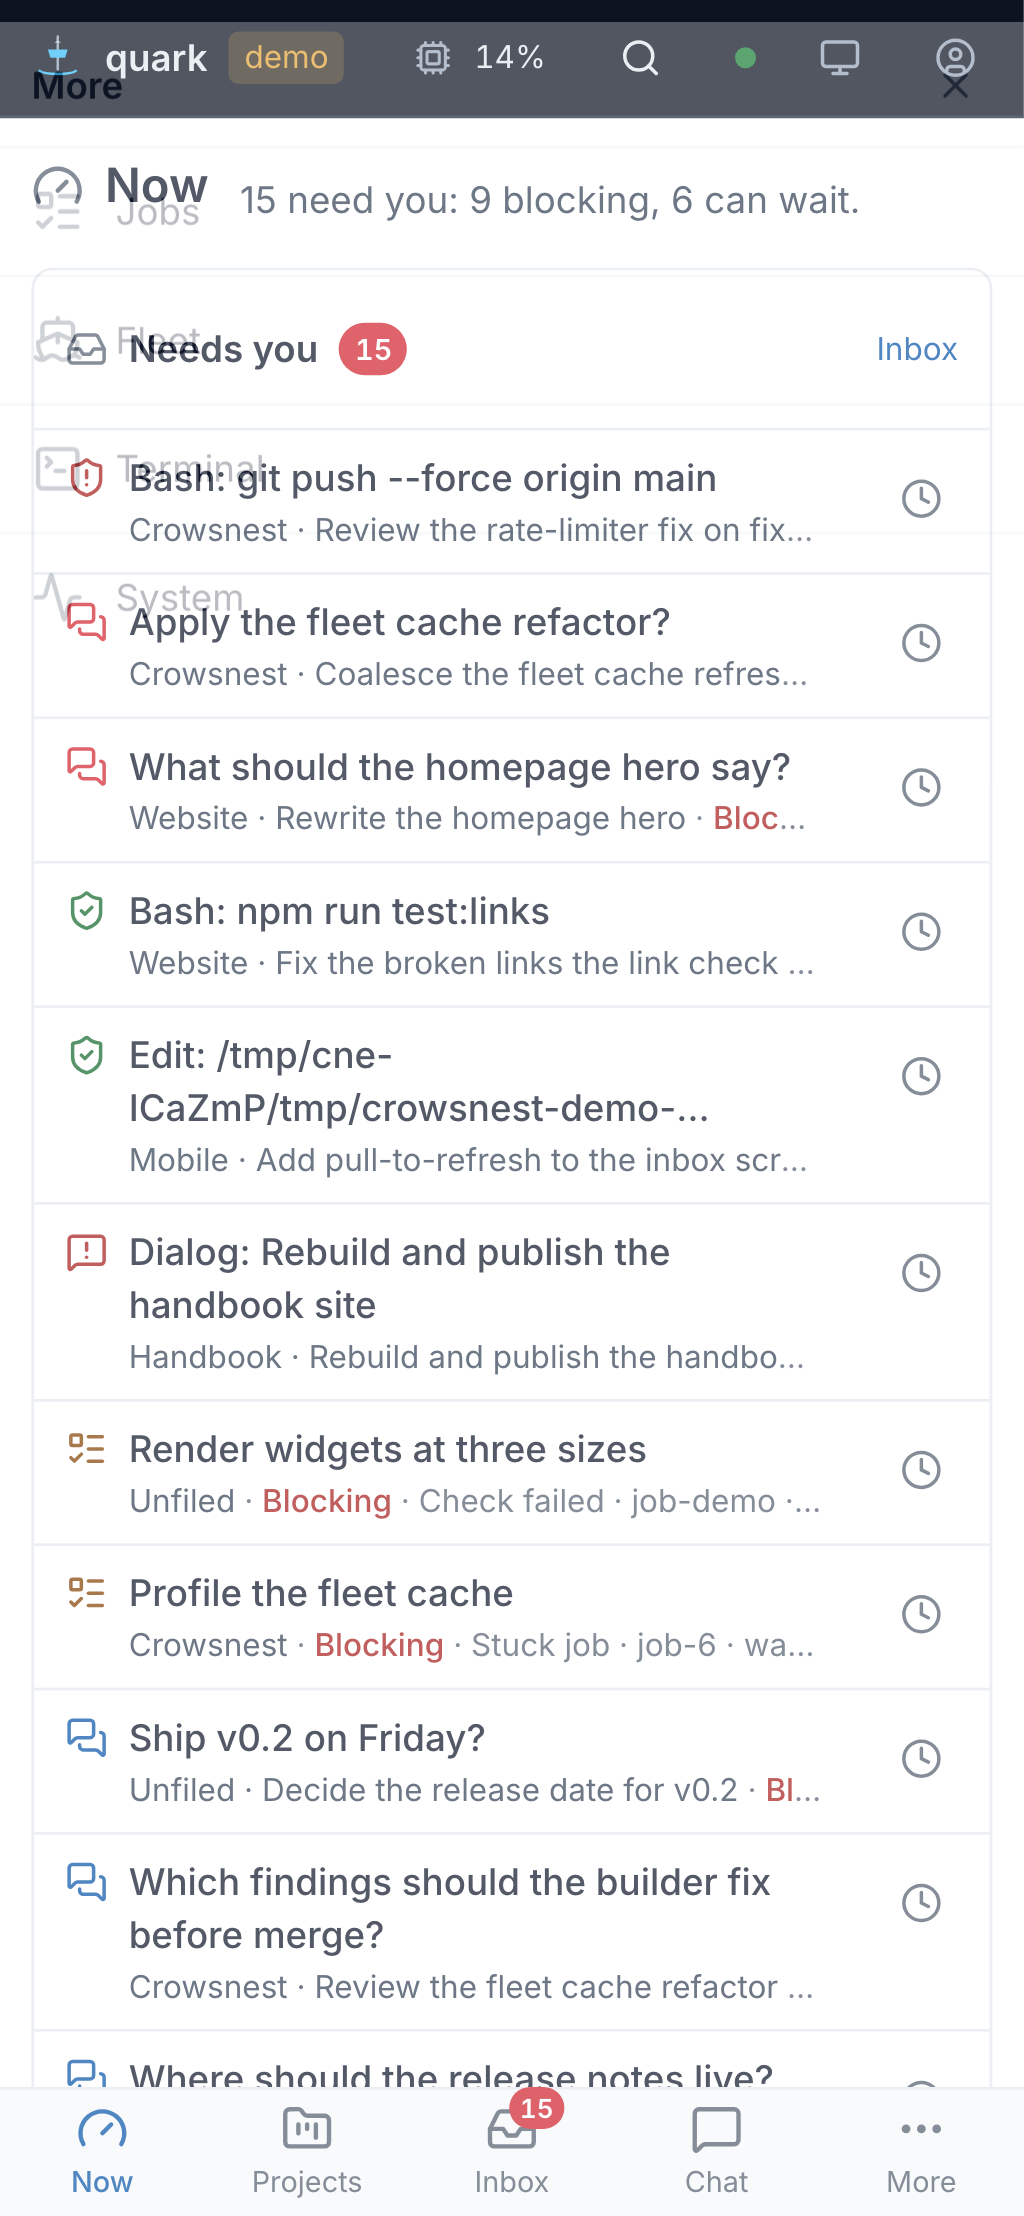 quark demo 14%
More
Now 15 need you: 9 blocking, 6 can wait.
Jobs
Fleet
Needs you 15 Inbox
Terminal
Bash: git push --force origin main
Crowsnest · Review the rate-limiter fix on fix...
System
Apply the fleet cache refactor?
Crowsnest · Coalesce the fleet cache refres...
What should the homepage hero say?
Website · Rewrite the homepage hero · Bloc...
Bash: npm run test:links
Website · Fix the broken links the link check ...
Edit: /tmp/cne-
ICaZmP/tmp/crowsnest-demo-...
Mobile · Add pull-to-refresh to the inbox scr...
Dialog: Rebuild and publish the
handbook site
Handbook · Rebuild and publish the handbo...
Render widgets at three sizes
Unfiled · Blocking · Check failed · job-demo ·...
Profile the fleet cache
Crowsnest · Blocking · Stuck job · job-6 · wa...
Ship v0.2 on Friday?
Unfiled · Decide the release date for v0.2 · Bl...
Which findings should the builder fix
before merge?
Crowsnest · Review the fleet cache refactor ...
Where should the release notes live?
15
Now Projects Inbox Chat More